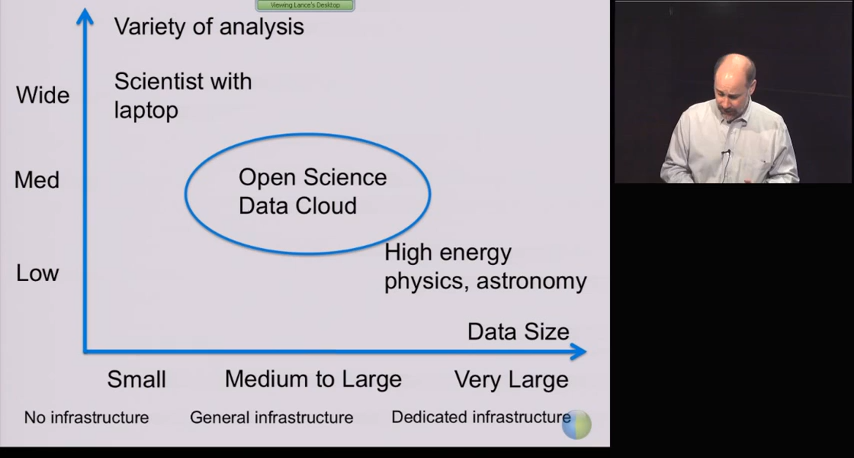 Viewing Lance's Desktop
Variety of analysis
Scientist with
laptop
Wide
Open Science
Data Cloud
Med
High energy
physics, astronomy
Low
Data Size
Small Medium to Large Very Large
No infrastructure General infrastructure Dedicated infrastructure